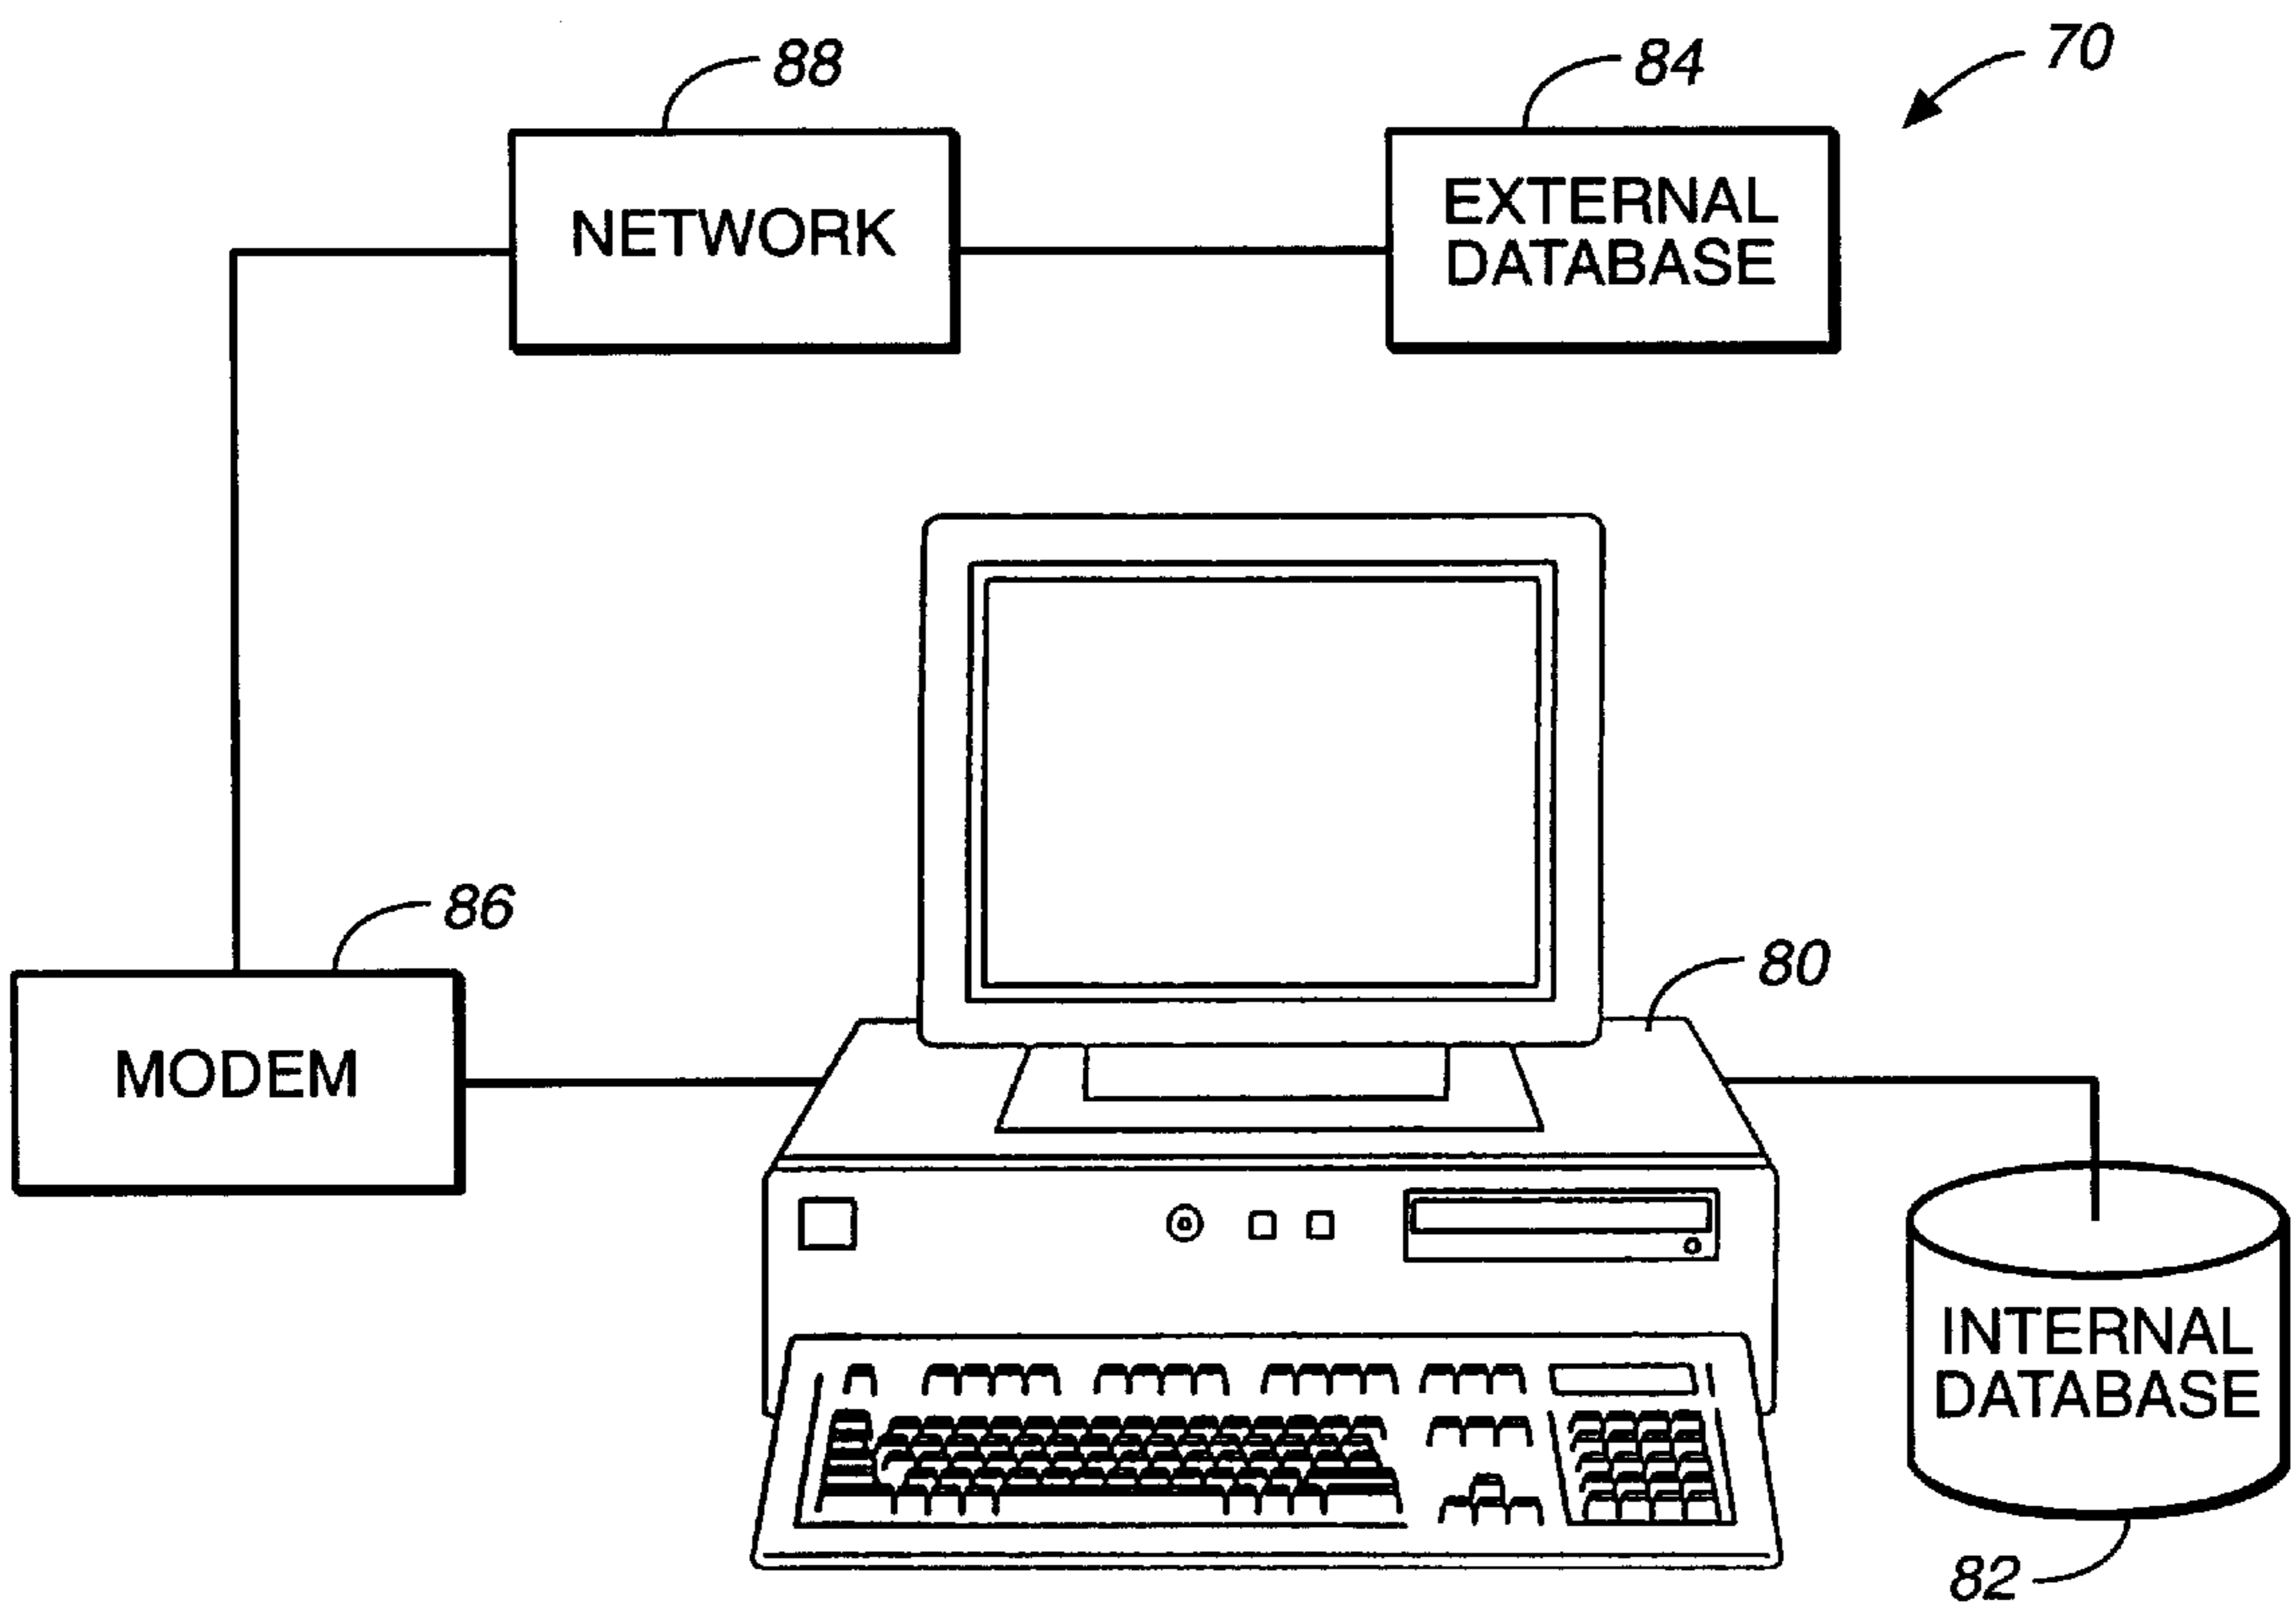 88
84
70
NETWORK
EXTERNAL
DATABASE
86
80
MODEM
INTERNAL
DATABASE
82